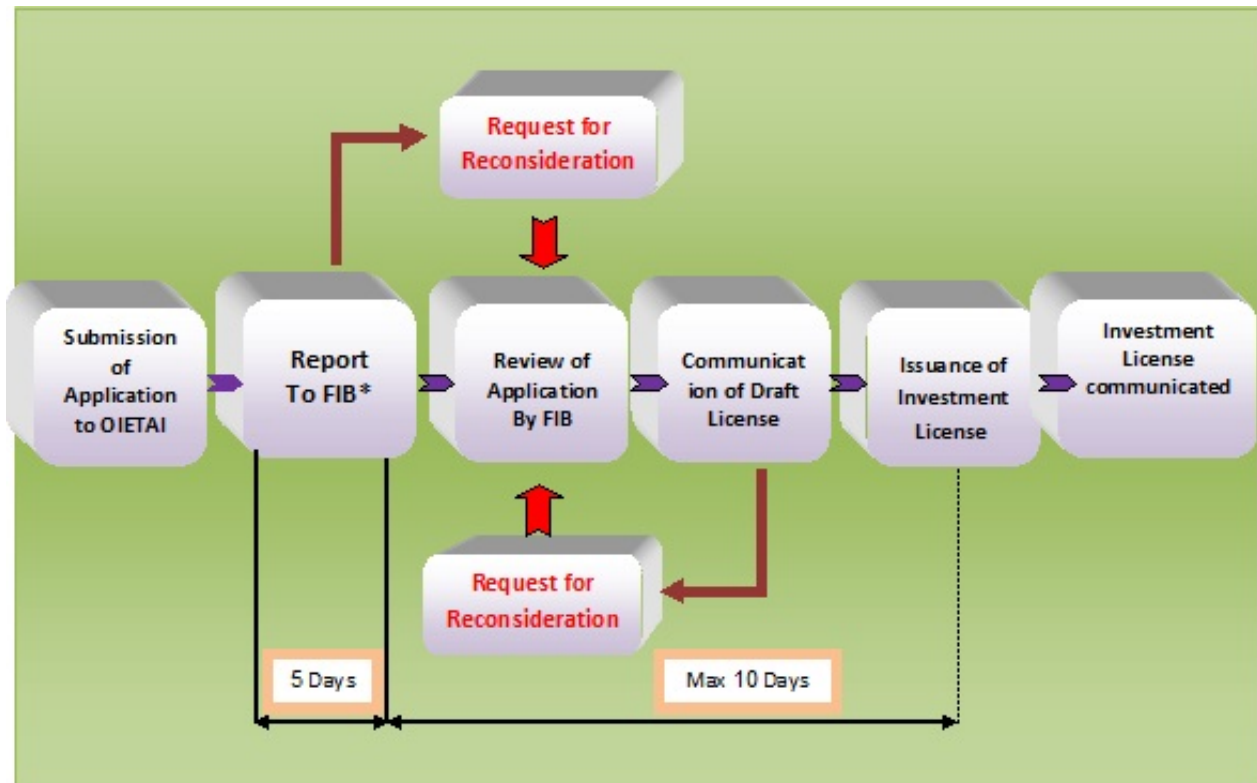 Request for
Reconsideration
Submission
of
Application
to OIETAI
Report
To FIB*
Review of
Application
By FIB
Communicat
ion of Draft
License
Issuance of
Investment
License
Investment
License
communicated
Request for
Reconsideration
5 Days
Max 10 Days